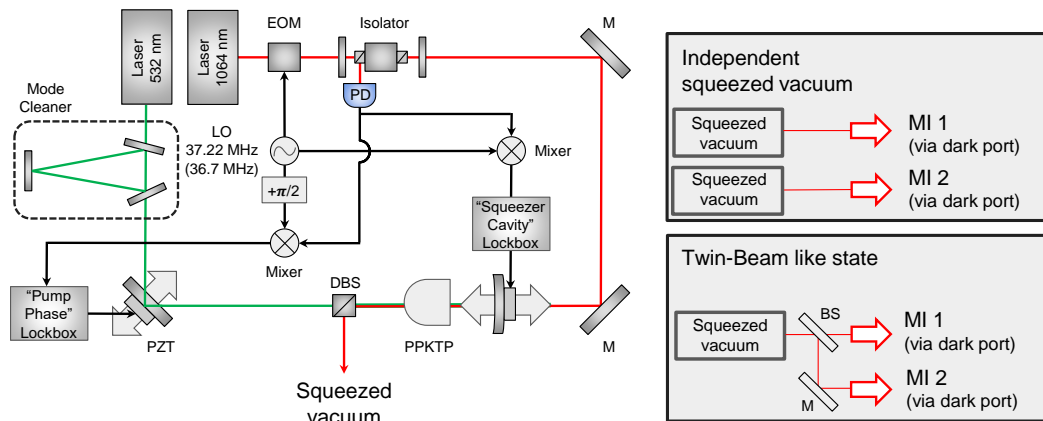 Laser
532 nm
Laser
1064 nm
EOM
Isolator
M
PD
Mode
Cleaner
LO
37.22 MHz
(36.7 MHz)
+π/2
Mixer
Mixer
"Squeezer
Cavity"
Lockbox
"Pump
Phase"
Lockbox
PZT
DBS
PPKTP
M
Squeezed
vacuum
Independent
squeezed vacuum
Squeezed
vacuum
MI 1
(via dark port)
Squeezed
vacuum
MI 2
(via dark port)
Twin-Beam like state
Squeezed
vacuum
BS
MI 1
(via dark port)
M
MI 2
(via dark port)